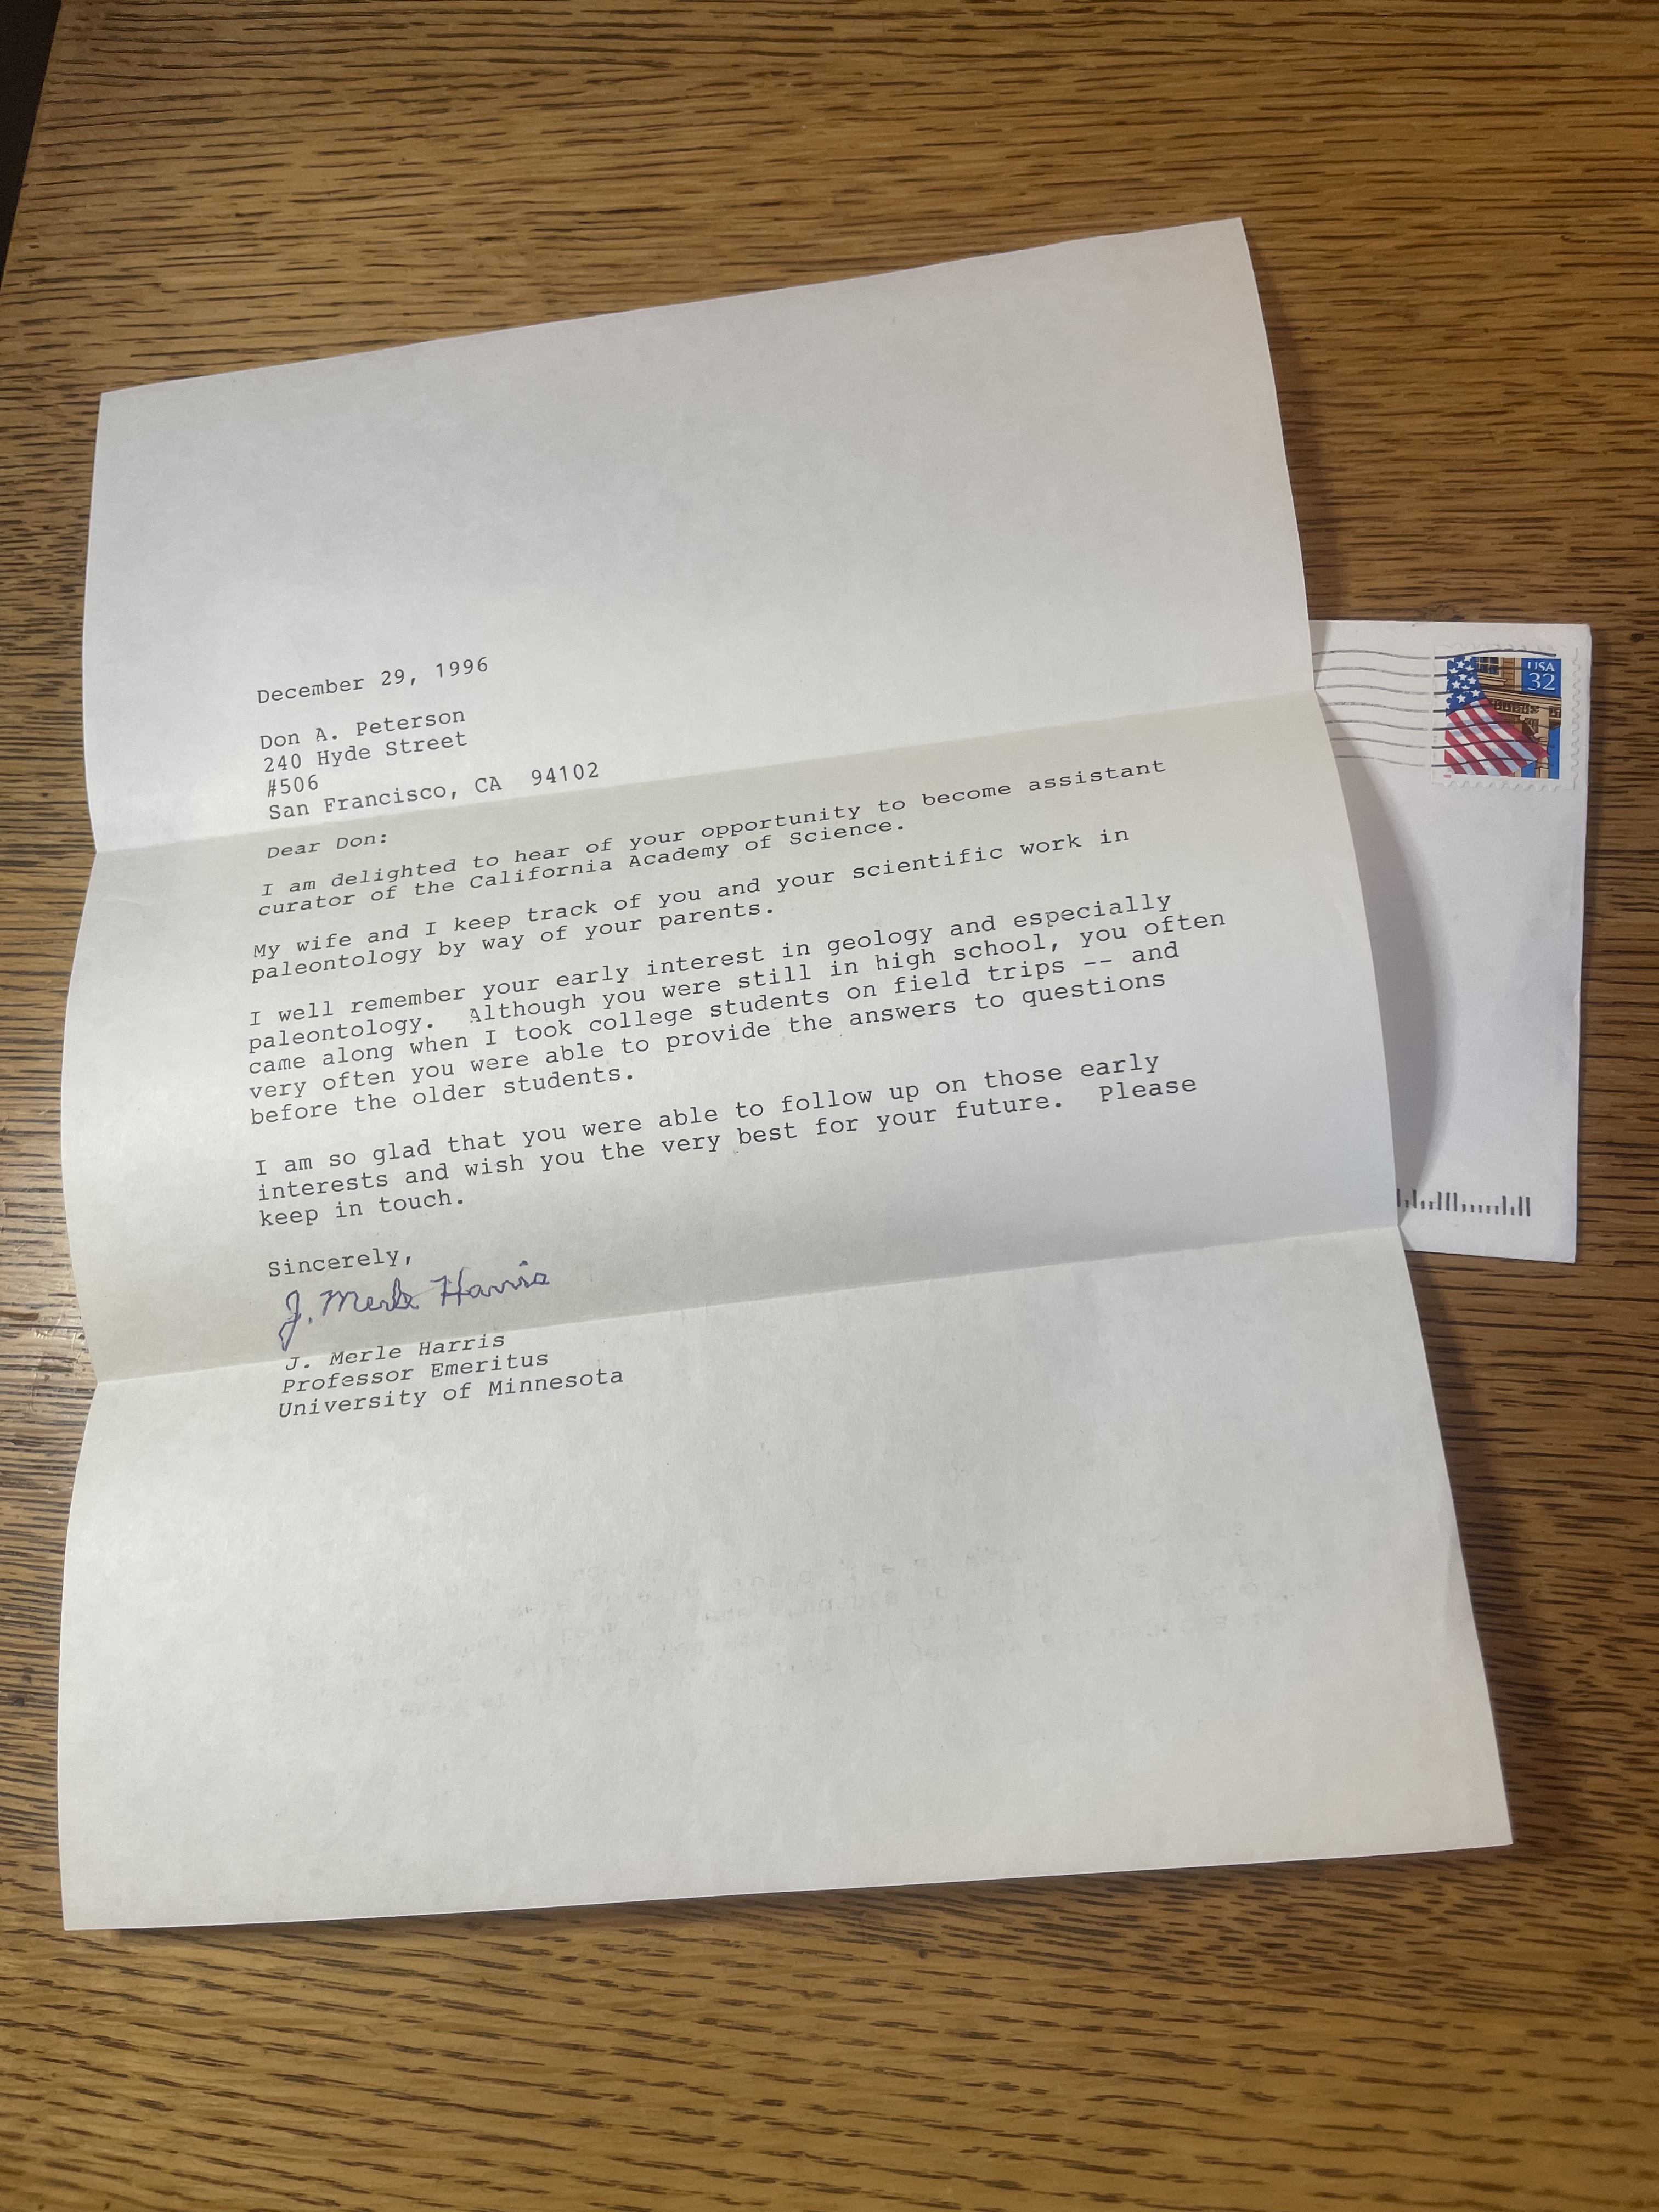 December 29, 1996
Don A. Peterson
240 Hyde Street
#506
San Francisco, CA  94102
Dear Don:
I am delighted to hear of your opportunity to become assistant
curator of the California Academy of Science.
My wife and I keep track of you and your scientific work in
paleontology by way of your parents.
I well remember your early interest in geology and especially
paleontology.  Although you were still in high school, you often
came along when I took college students on field trips -- and
very often you were able to provide the answers to questions
before the older students.
I am so glad that you were able to follow up on those early
interests and wish you the very best for your future.  Please
keep in touch.
Sincerely,
J. Merle Harris
J. Merle Harris
Professor Emeritus
University of Minnesota
USA
32